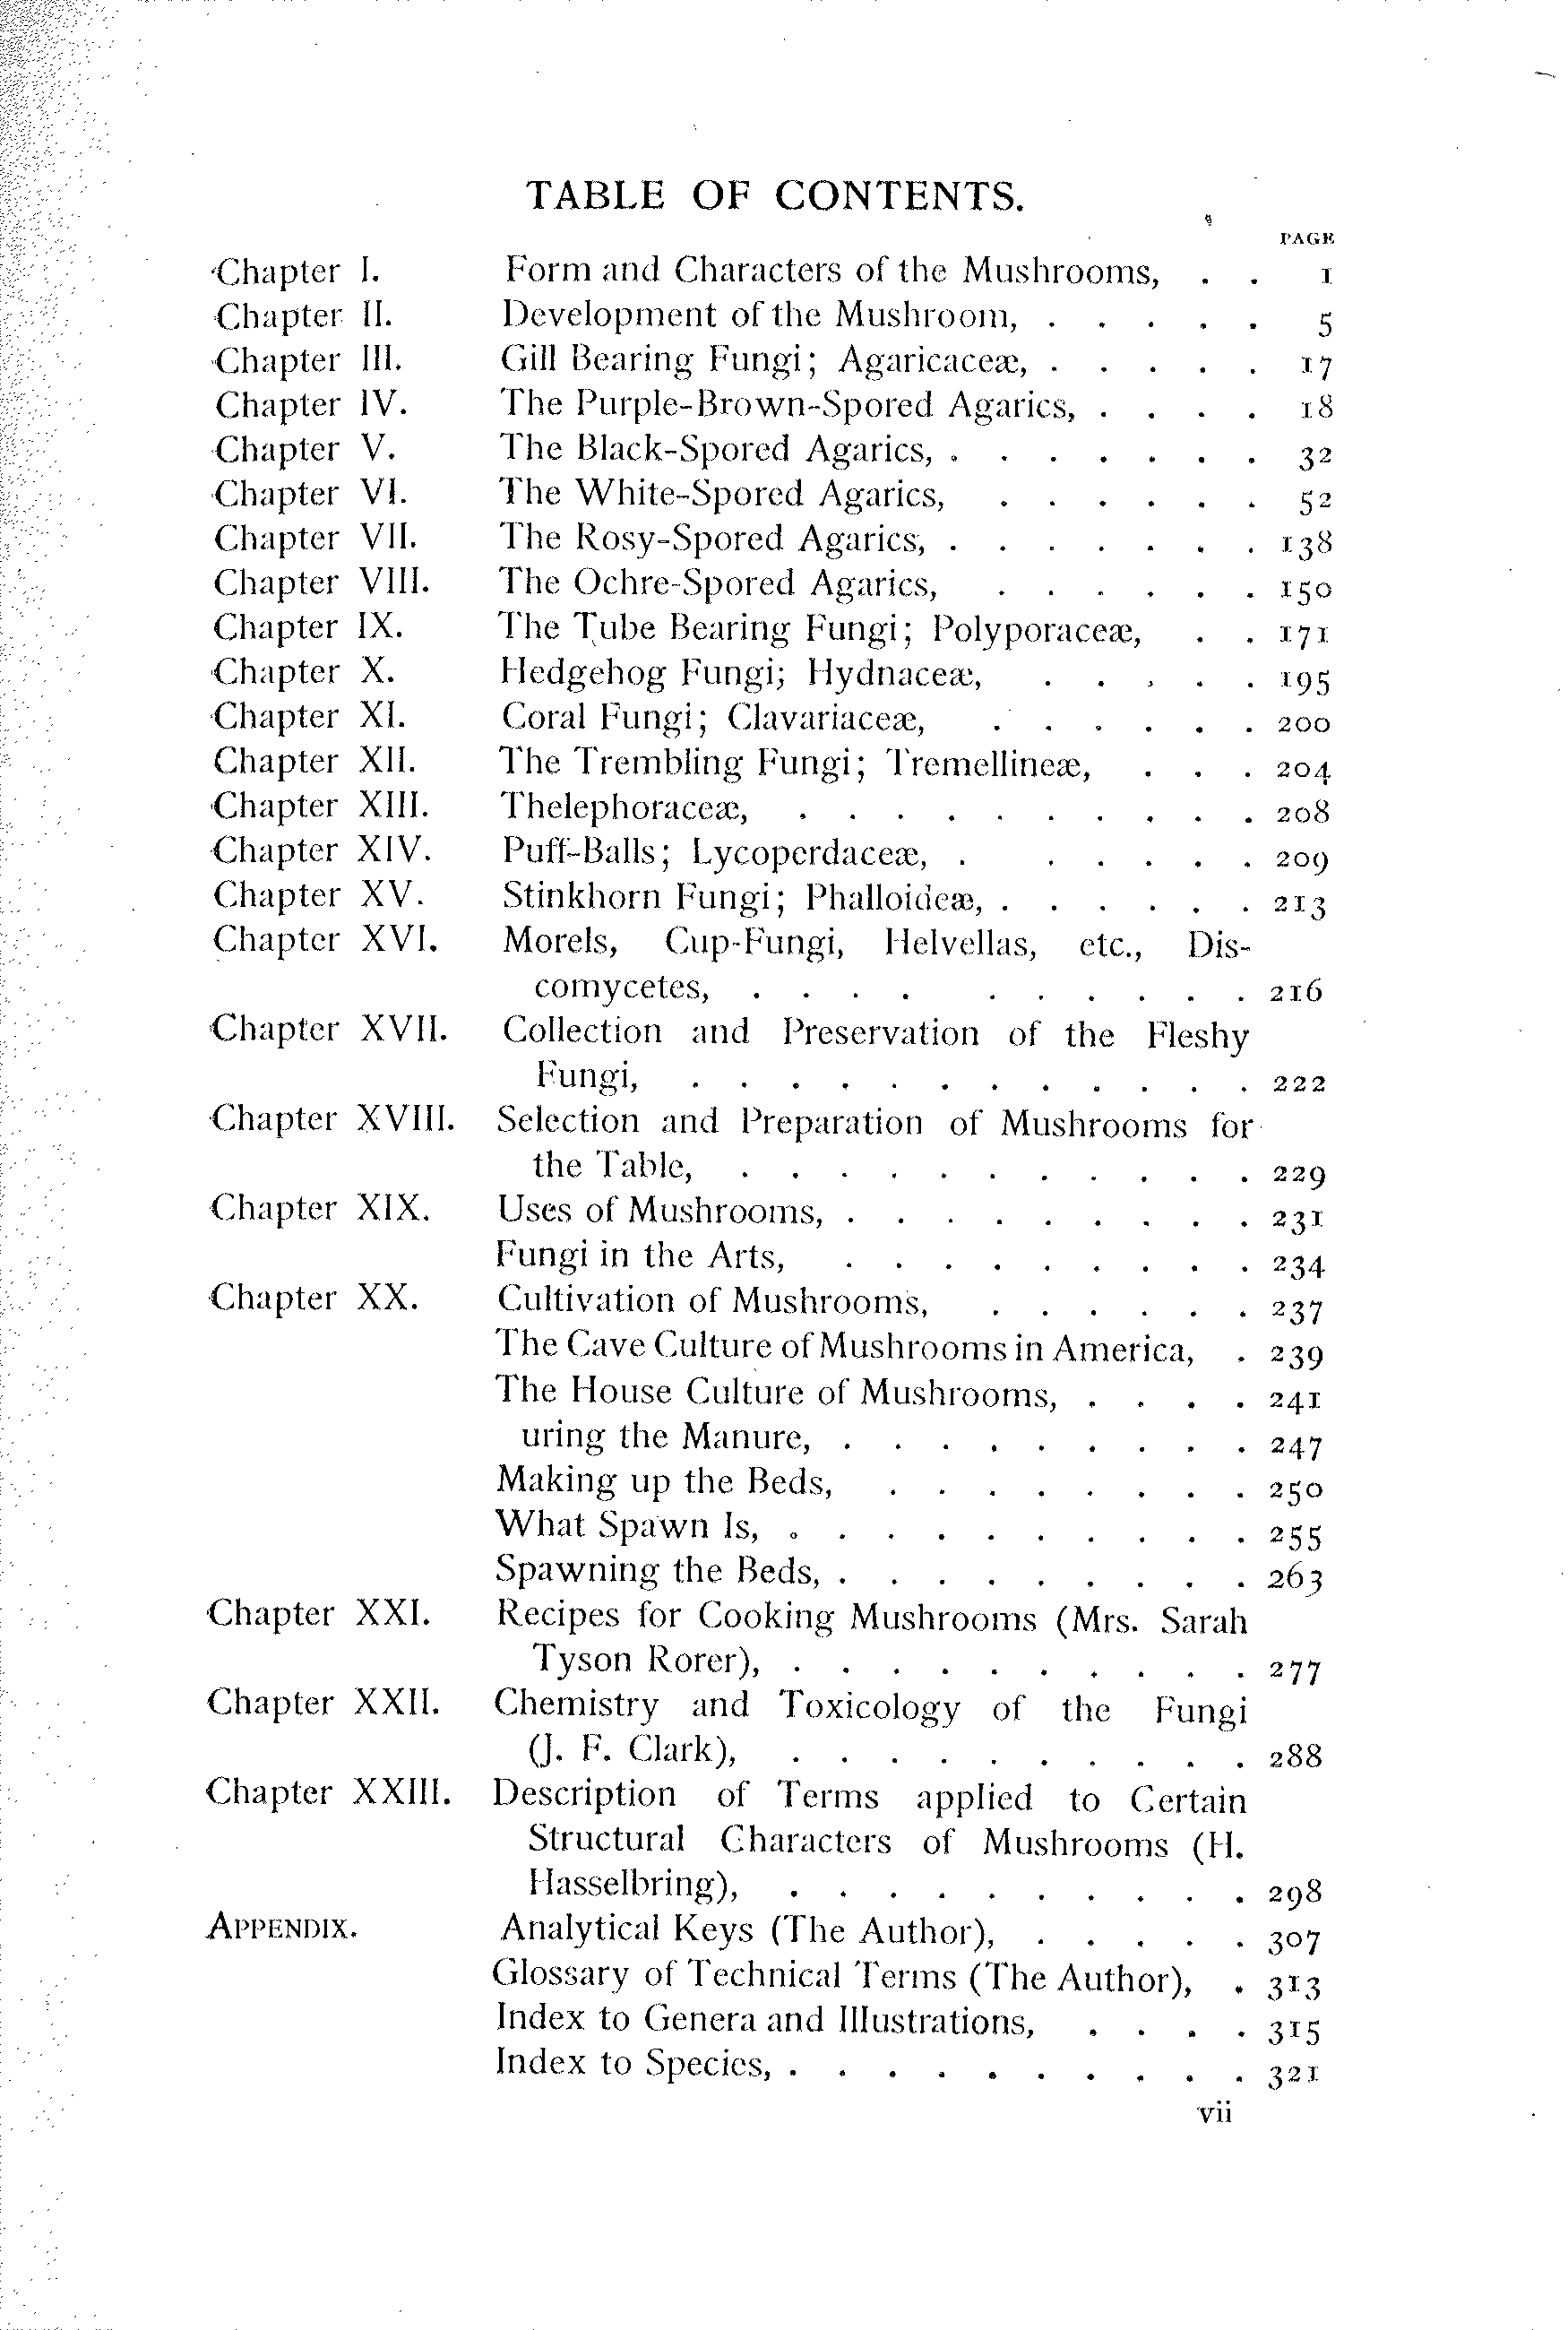 TABLE OF CONTENTS.
PAGE
Chapter I. Form and Characters of the Mushrooms, . . 1
Chapter II. Development of the Mushroom, . . . . . 5
Chapter III. Gill Bearing Fungi; Agaricaceæ, . . . . . 17
Chapter IV. The Purple-Brown-Spored Agarics, . . . . 18
Chapter V. The Black-Spored Agarics, . . . . . . . 32
Chapter VI. The White-Spored Agarics, . . . . . . 52
Chapter VII. The Rosy-Spored Agarics, . . . . . . . 138
Chapter VIII. The Ochre-Spored Agarics, . . . . . . 150
Chapter IX. The Tube Bearing Fungi; Polyporaceæ, . . 171
Chapter X. Hedgehog Fungi; Hydnaceæ, . . . . . 195
Chapter XI. Coral Fungi; Clavariaceæ, . . . . . . 200
Chapter XII. The Trembling Fungi; Tremellineæ, . . . 204
Chapter XIII. Thelephoraceæ, . . . . . . . . . . 208
Chapter XIV. Puff-Balls; Lycoperdaceæ, . . . . . . 209
Chapter XV. Stinkhorn Fungi; Phalloideæ, . . . . . . 213
Chapter XVI. Morels, Cup-Fungi, Helvellas, etc., Dis-
comycetes, . . . . . . . . . . 216
Chapter XVII. Collection and Preservation of the Fleshy
Fungi, . . . . . . . . . . . . 222
Chapter XVIII. Selection and Preparation of Mushrooms for
the Table, . . . . . . . . . . . 229
Chapter XIX. Uses of Mushrooms, . . . . . . . . . 231
Fungi in the Arts, . . . . . . . . . 234
Chapter XX. Cultivation of Mushrooms, . . . . . . 237
The Cave Culture of Mushrooms in America, . 239
The House Culture of Mushrooms, . . . . 241
uring the Manure, . . . . . . . . . 247
Making up the Beds, . . . . . . . . 250
What Spawn Is, . . . . . . . . . . 255
Spawning the Beds, . . . . . . . . . 263
Chapter XXI. Recipes for Cooking Mushrooms (Mrs. Sarah
Tyson Rorer), . . . . . . . . . . 277
Chapter XXII. Chemistry and Toxicology of the Fungi
(J. F. Clark), . . . . . . . . . . 288
Chapter XXIII. Description of Terms applied to Certain
Structural Characters of Mushrooms (H.
Hasselbring), . . . . . . . . . . 298
APPENDIX. Analytical Keys (The Author), . . . . . 307
Glossary of Technical Terms (The Author), . 313
Index to Genera and Illustrations, . . . . 315
Index to Species, . . . . . . . . . . 321
vii